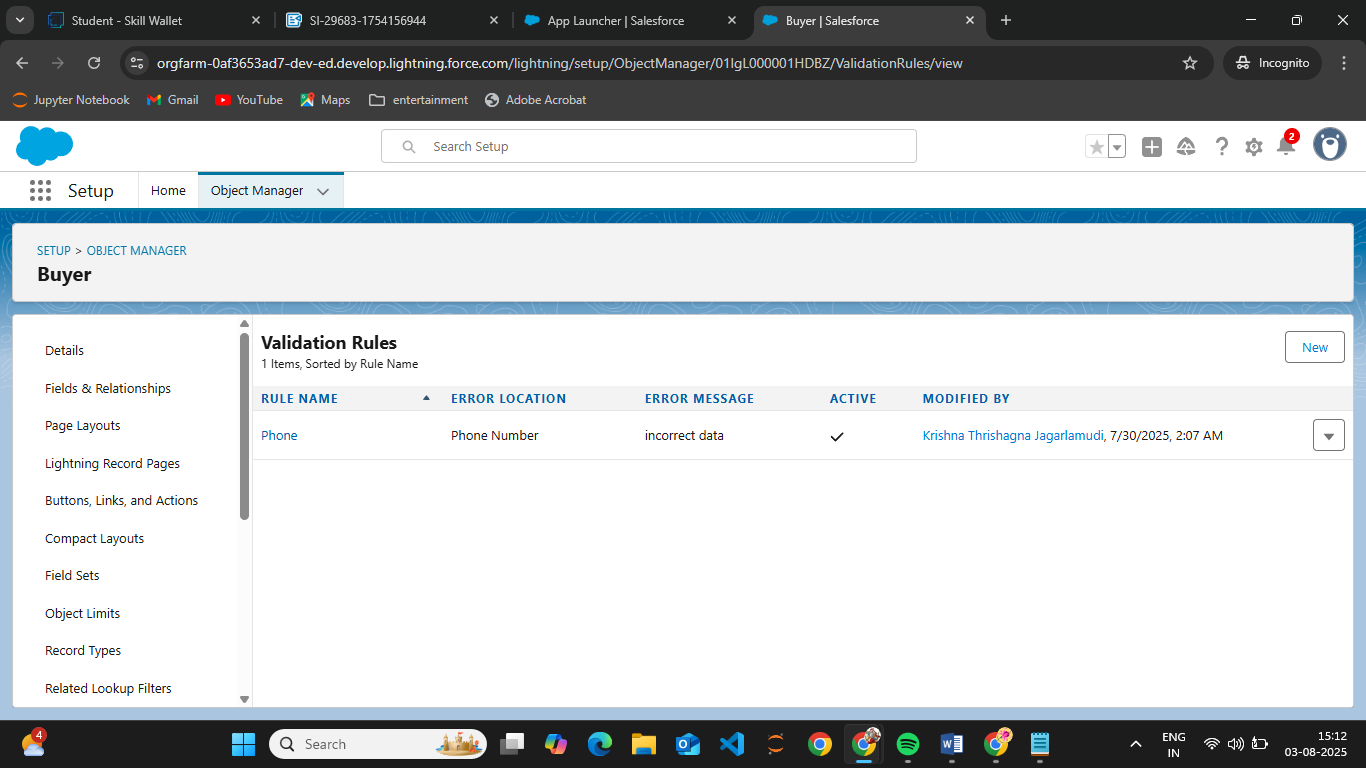 Student - Skill Wallet
SI-29683-1754156944
App Launcher | Salesforce
Buyer | Salesforce
orgfarm-0af3653ad7-dev-ed.develop.lightning.force.com/lightning/setup/ObjectManager/01IgL000001HDBZ/ValidationRules/view
Incognito
Jupyter Notebook
Gmail
YouTube
Maps
entertainment
Adobe Acrobat
Search Setup
2
Setup
Home
Object Manager
SETUP > OBJECT MANAGER
Buyer
Details
Fields & Relationships
Page Layouts
Lightning Record Pages
Buttons, Links, and Actions
Compact Layouts
Field Sets
Object Limits
Record Types
Related Lookup Filters
Validation Rules
1 Items, Sorted by Rule Name
New
RULE NAME ERROR LOCATION ERROR MESSAGE ACTIVE MODIFIED BY
Phone Phone Number incorrect data Krishna Thrishagna Jagarlamudi, 7/30/2025, 2:07 AM
4
Search
ENG
IN
15:12
03-08-2025